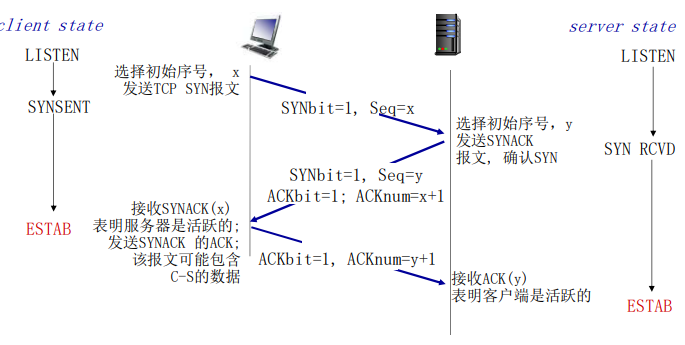 client state
server state
LISTEN
LISTEN
选择初始序号， x
发送TCP SYN报文
SYNSENT
SYNbit=1, Seq=x
选择初始序号，y
发送SYNACK
报文, 确认SYN
SYN RCVD
SYNbit=1, Seq=y
ACKbit=1; ACKnum=x+1
接收SYNACK(x)
表明服务器是活跃的;
发送SYNACK 的ACK;
该报文可能包含
C-S的数据
ESTAB
ACKbit=1, ACKnum=y+1
接收ACK(y)
表明客户端是活跃的
ESTAB